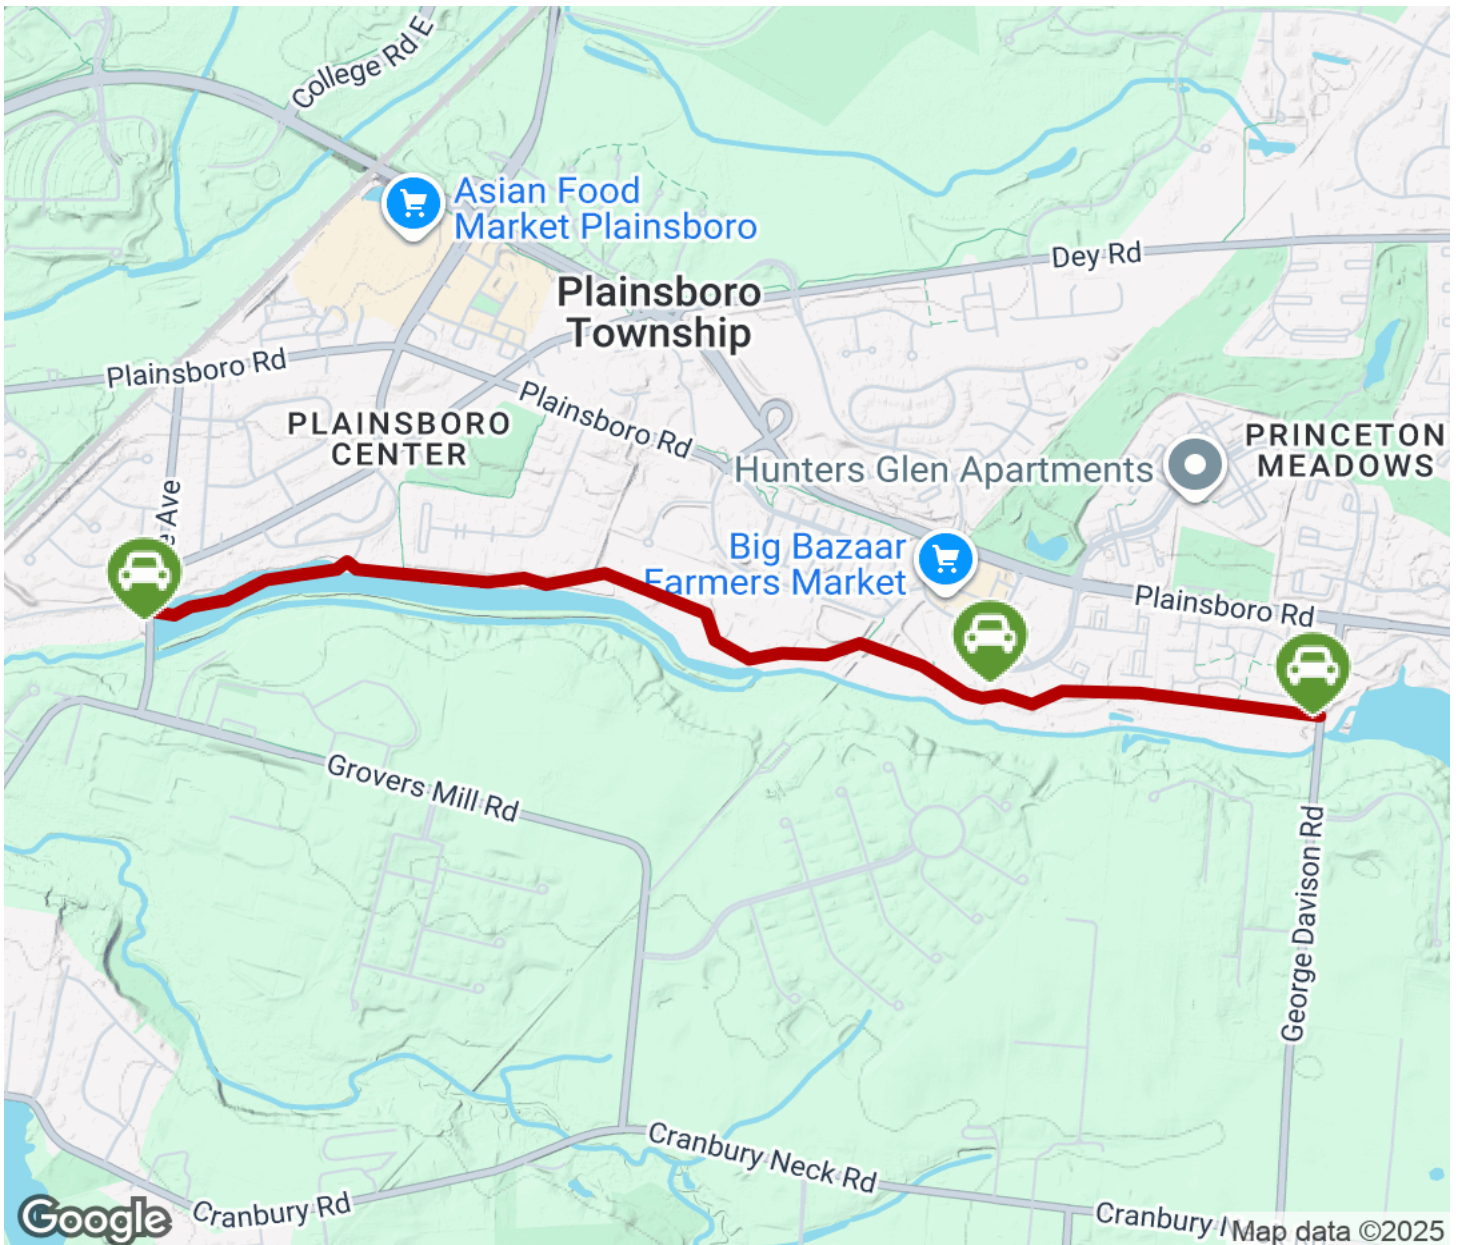 College Rd E
Asian Food
Market Plainsboro
Dey Rd
Plainsboro
Township
Plainsboro Rd
Plainsboro Rd
PLAINSBORO
CENTER
PRINCETON
MEADOWS
Hunters Glen Apartments
e Ave
Big Bazaar
Farmers Market
Plainsboro Rd
Grovers Mill Rd
George Davison Rd
Cranbury Neck Rd
Cranbury Rd
Cranbury N
Google
Map data ©2025